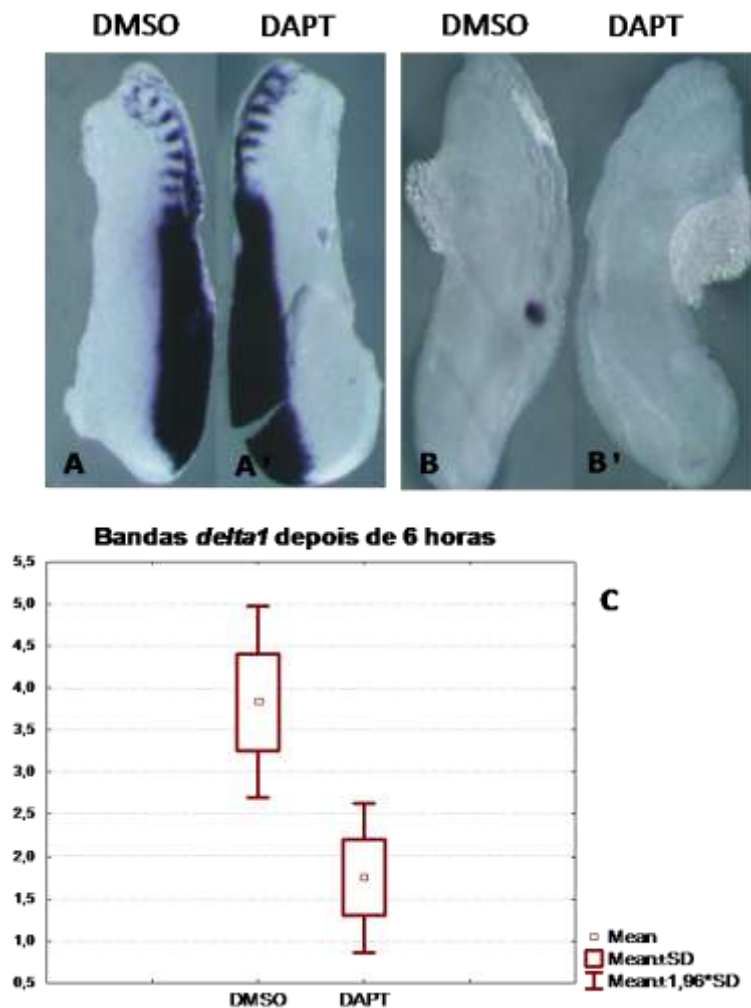 DMSO DAPT DMSO DAPT
A A' B B'
Bandas delta1 depois de 6 horas
C
5,5
5,0
4,5
4,0
3,5
3,0
2,5
2,0
1,5
1,0
0,5
DMSO DAPT
Mean
Mean±SD
Mean±1,96*SD